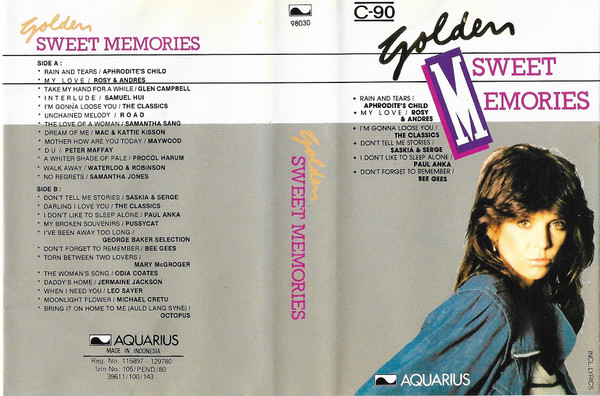 Golden
SWEET MEMORIES
SIDE A :
* RAIN AND TEARS / APHRODITE'S CHILD
* MY LOVE / ROSY & ANDRES
* TAKE MY HAND FOR A WHILE / GLEN CAMPBELL
* INTERLUDE / SAMUEL HUI
* I'M GONNA LOOSE YOU / THE CLASSICS
* UNCHAINED MELODY / ROAD
* THE LOVE OF A WOMAN / SAMANTHA SANG
* DREAM OF ME / MAC & KATTIE KISSON
* MOTHER HOW ARE YOU TODAY / MAYWOOD
* DU / PETER MAFFAY
* A WHITER SHADE OF PALE / PROCOL HARUM
* WALK AWAY / WATERLOO & ROBINSON
* NO REGRETS / SAMANTHA JONES
SIDE B :
* DON'T TELL ME STORIES / SASKIA & SERGE
* DARLING I LOVE YOU / THE CLASSICS
* I DON'T LIKE TO SLEEP ALONE / PAUL ANKA
* MY BROKEN SOUVENIRS / PUSSYCAT
* I'VE BEEN AWAY TOO LONG /
GEORGE BAKER SELECTION
* DON'T FORGET TO REMEMBER / BEE GEES
* TORN BETWEEN TWO LOVERS /
MARY McGROGER
* THE WOMAN'S SONG / ODIA COATES
* DADDY'S HOME / JERMAINE JACKSON
* WHEN I NEED YOU / LEO SAYER
* MOONLIGHT FLOWER / MICHAEL CRETU
* BRING IT ON HOME TO ME (AULD LANG SYNE) /
OCTOPUS
AQUARIUS
MADE IN INDONESIA
Reg. No. 115897 - 129780
Izin No. 105/PEND/80
39611/100/143
98030
Golden
SWEET MEMORIES
C-90
Golden
SWEET
MEMORIES
• RAIN AND TEARS /
APHRODITE'S CHILD
• MY LOVE / ROSY
& ANDRES
• I'M GONNA LOOSE YOU /
THE CLASSICS
• DON'T TELL ME STORIES /
SASKIA & SERGE
• I DON'T LIKE TO SLEEP ALONE /
PAUL ANKA
• DON'T FORGET TO REMEMBER /
BEE GEES
AQUARIUS
INCL. LYRICS